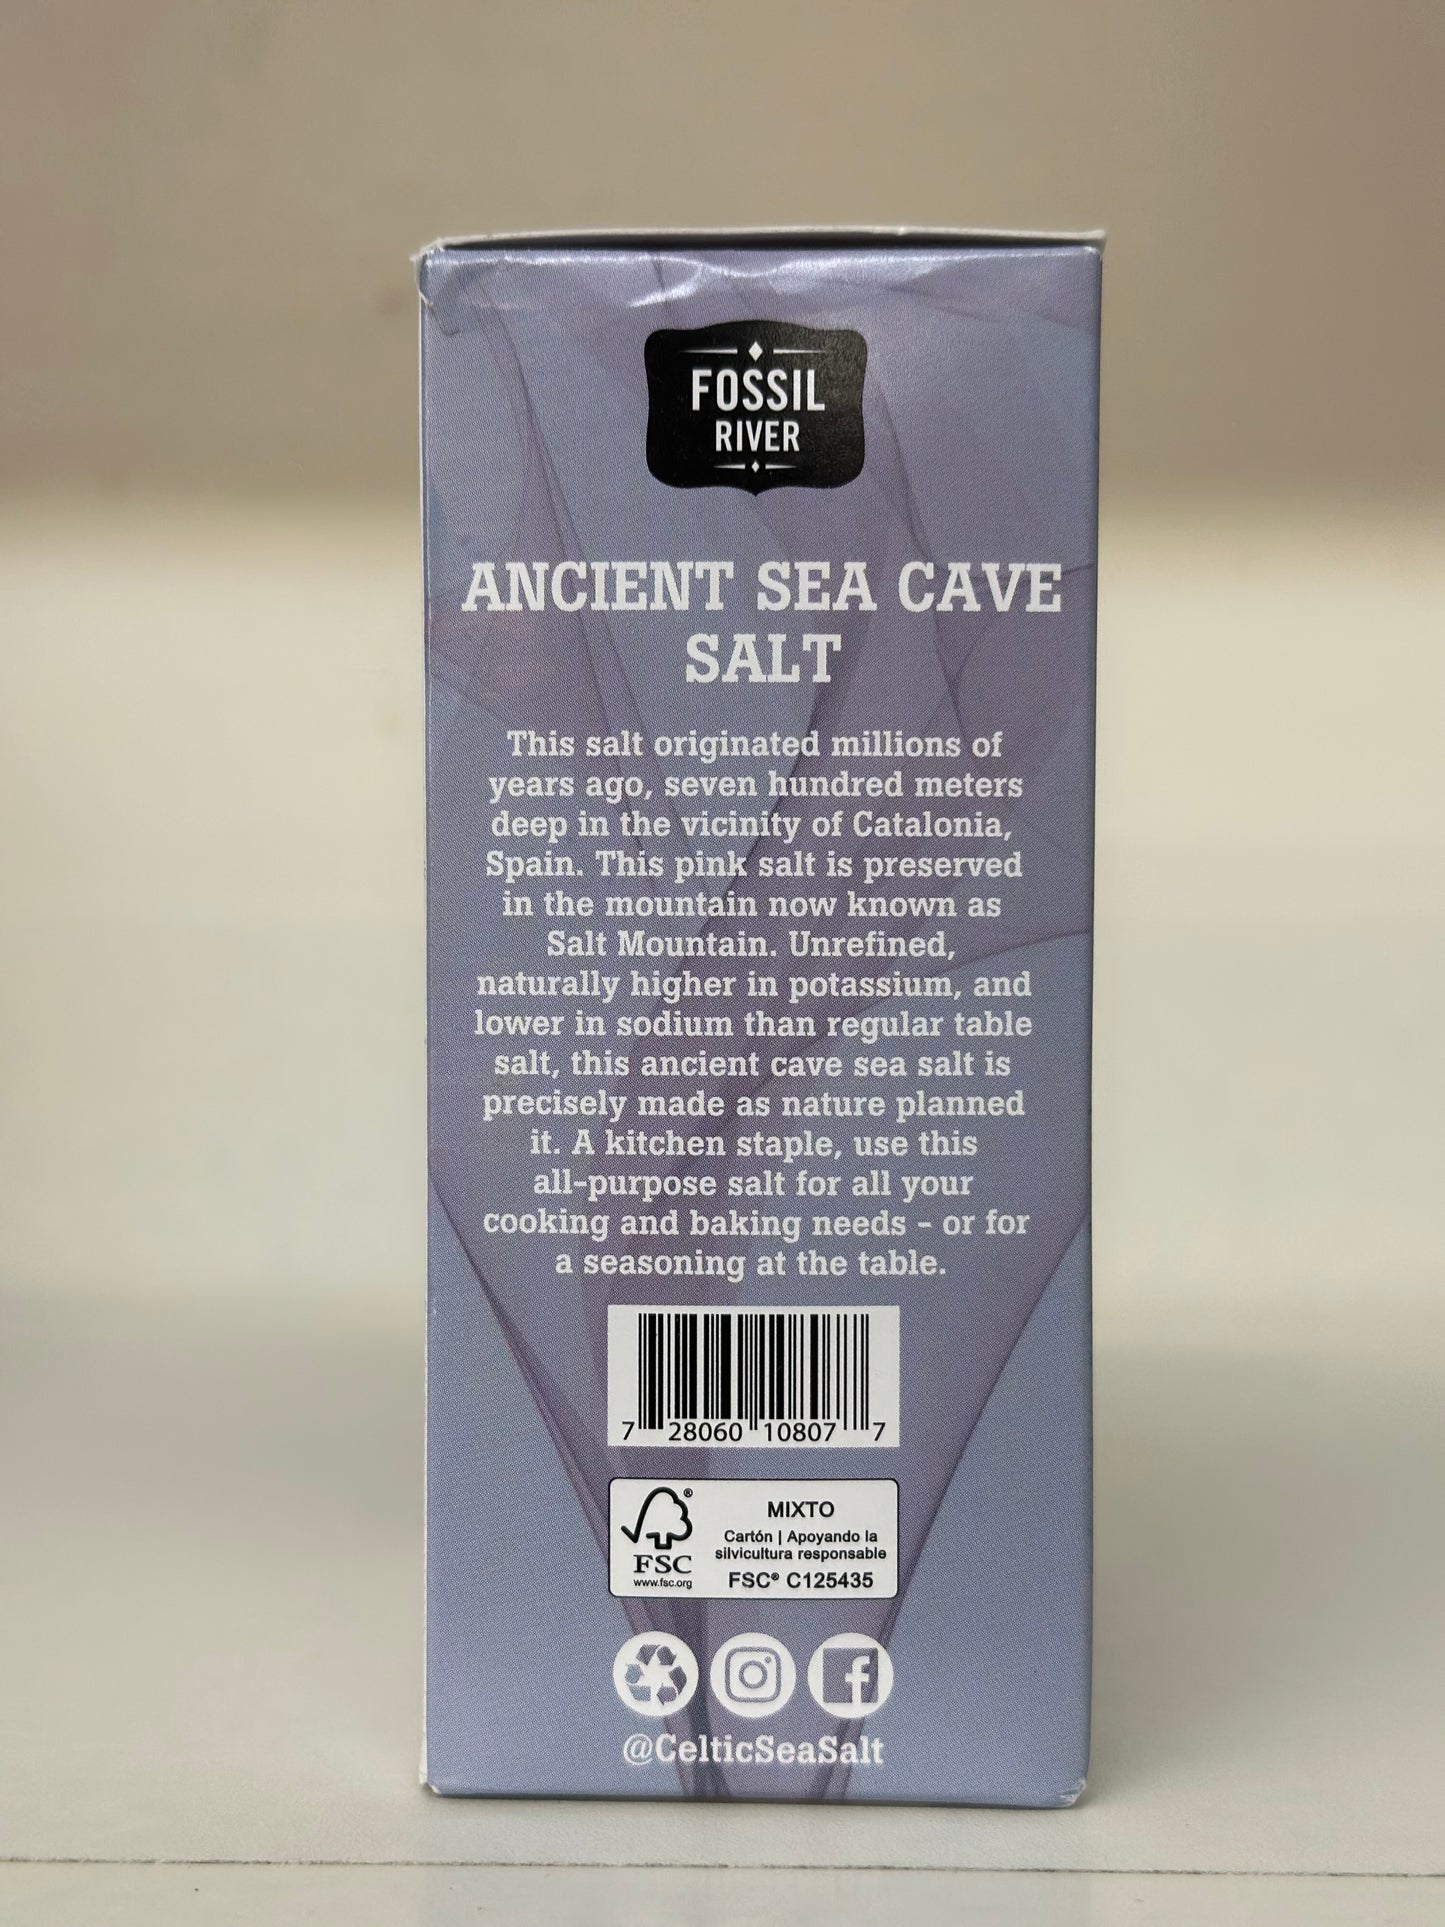 FOSSIL
RIVER
ANCIENT SEA CAVE
SALT
This salt originated millions of
years ago, seven hundred meters
deep in the vicinity of Catalonia,
Spain. This pink salt is preserved
in the mountain now known as
Salt Mountain. Unrefined,
naturally higher in potassium, and
lower in sodium than regular table
salt, this ancient cave sea salt is
precisely made as nature planned
it. A kitchen staple, use this
all-purpose salt for all your
cooking and baking needs - or for
a seasoning at the table.
7 28060 10807 7
®
FSC
www.fsc.org
MIXTO
Cartón | Apoyando la
silvicultura responsable
FSC® C125435
@CelticSeaSalt